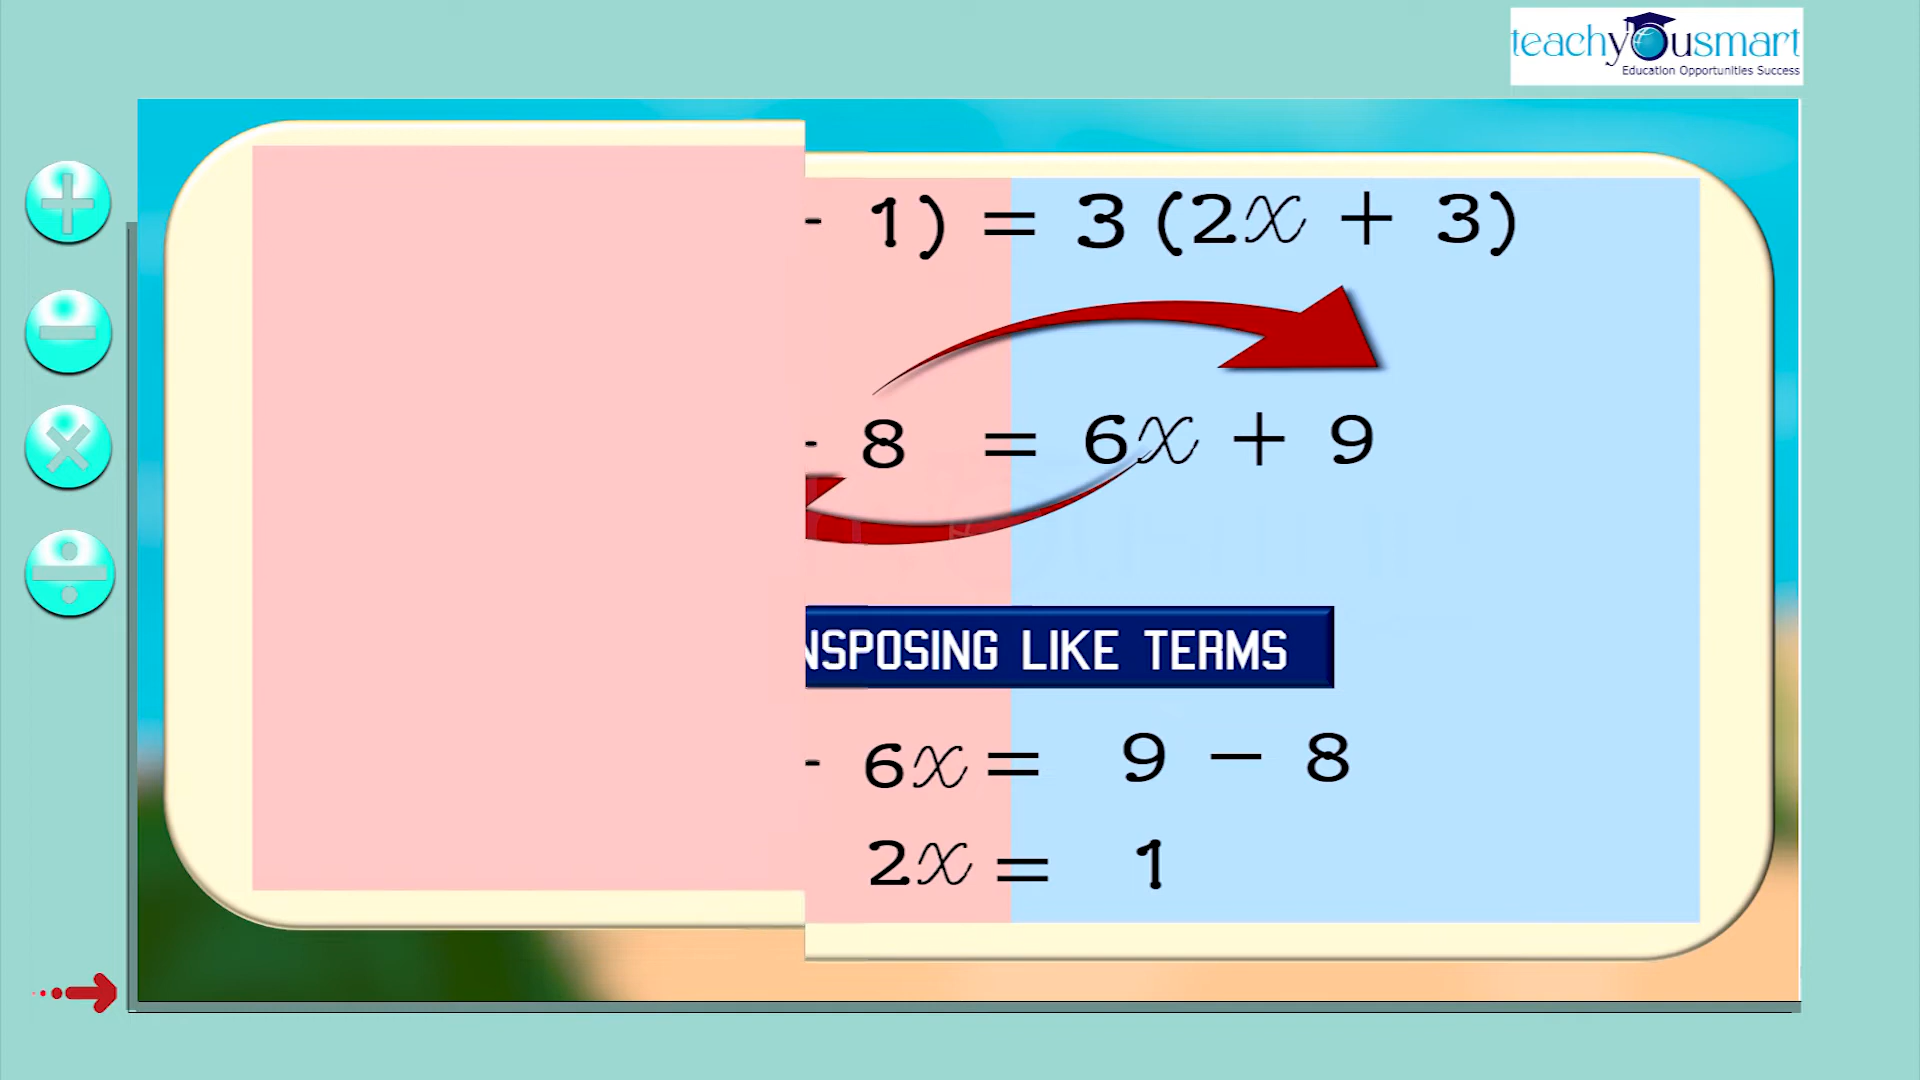 teachyousmart
Education Opportunities Success
- 1) = 3 (2x + 3)
- 8 = 6x + 9
NSPOSING LIKE TERMS
- 6x = 9 - 8
2x = 1